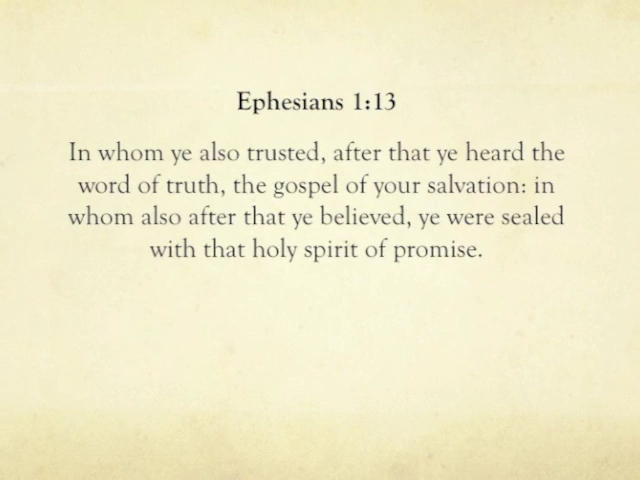 Ephesians 1:13
In whom ye also trusted, after that ye heard the
word of truth, the gospel of your salvation: in
whom also after that ye believed, ye were sealed
with that holy spirit of promise.